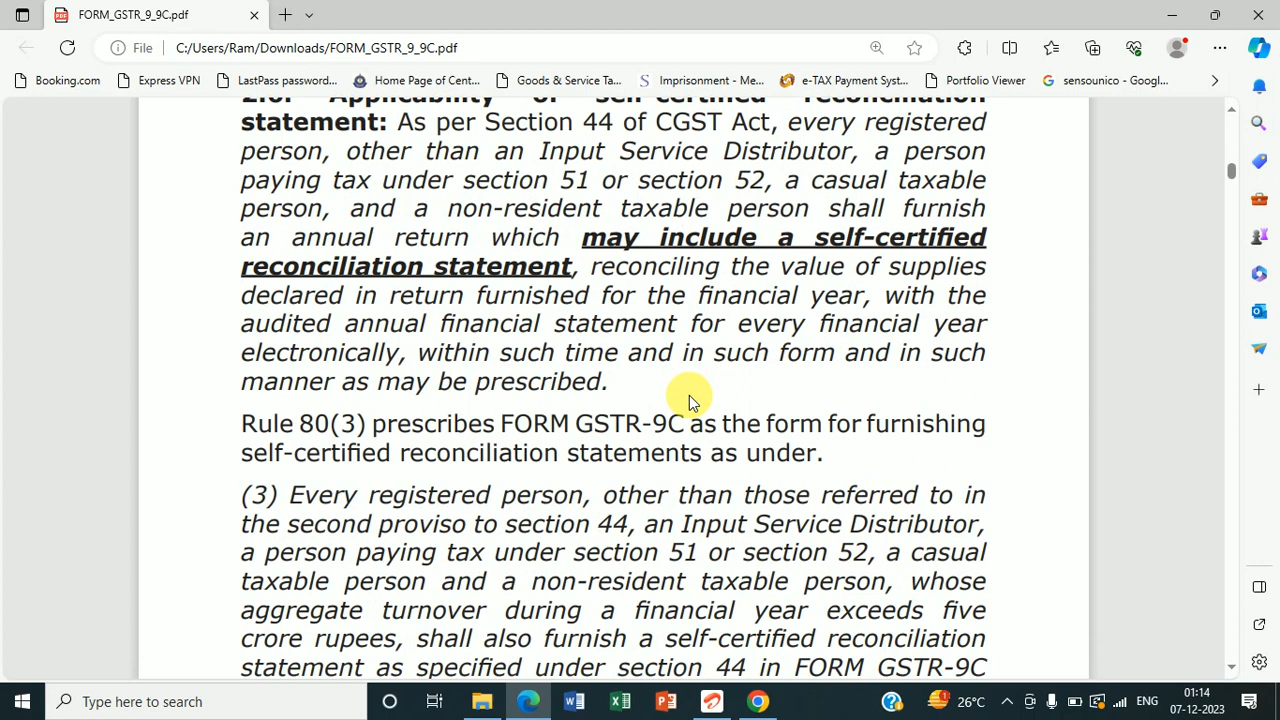 FORM_GSTR_9_9C.pdf
File C:/Users/Ram/Downloads/FORM_GSTR_9_9C.pdf
Booking.com Express VPN LastPass password... Home Page of Cent... Goods & Service Ta... Imprisonment - Me... e-TAX Payment Syst... Portfolio Viewer sensounico - Googl...
2.6. Applicability of self-certified reconciliation
statement: As per Section 44 of CGST Act, every registered
person, other than an Input Service Distributor, a person
paying tax under section 51 or section 52, a casual taxable
person, and a non-resident taxable person shall furnish
an annual return which may include a self-certified
reconciliation statement, reconciling the value of supplies
declared in return furnished for the financial year, with the
audited annual financial statement for every financial year
electronically, within such time and in such form and in such
manner as may be prescribed.
Rule 80(3) prescribes FORM GSTR-9C as the form for furnishing
self-certified reconciliation statements as under.
(3) Every registered person, other than those referred to in
the second proviso to section 44, an Input Service Distributor,
a person paying tax under section 51 or section 52, a casual
taxable person and a non-resident taxable person, whose
aggregate turnover during a financial year exceeds five
crore rupees, shall also furnish a self-certified reconciliation
statement as specified under section 44 in FORM GSTR-9C
Type here to search
26°C
ENG
01:14
07-12-2023